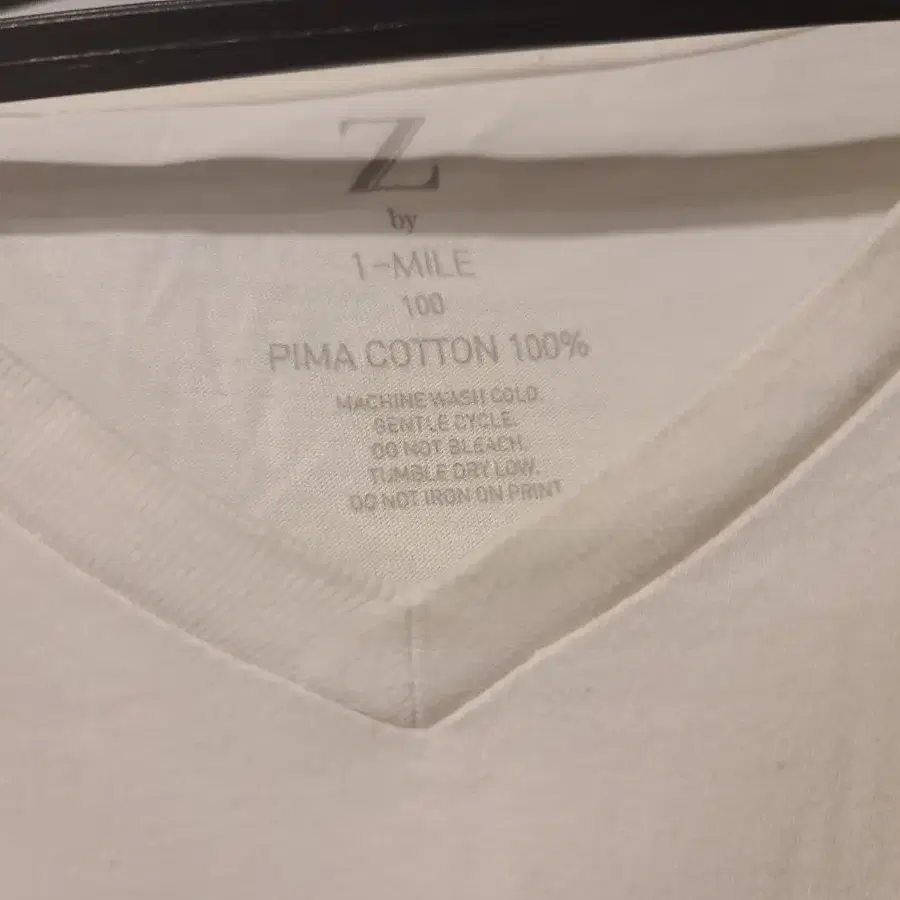 Z
by
1-MILE
100
PIMA COTTON 100%
MACHINE WASH COLD
GENTLE CYCLE.
DO NOT BLEACH.
TUMBLE DRY LOW.
DO NOT IRON ON PRINT